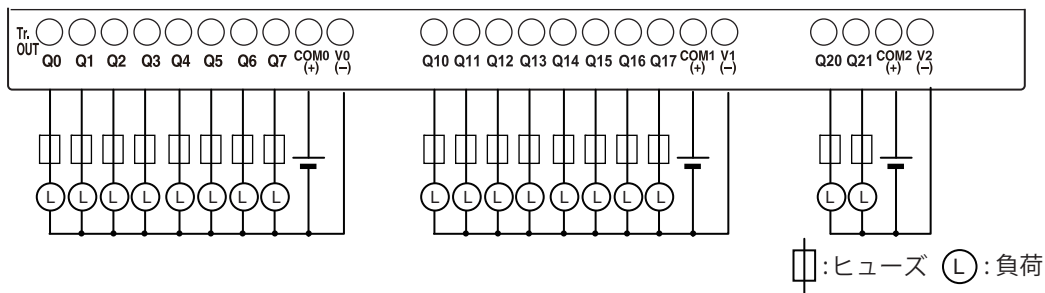 Tr.
OUT
Q0 Q1 Q2 Q3 Q4 Q5 Q6 Q7 COM0 (+) V0 (−)
Q10 Q11 Q12 Q13 Q14 Q15 Q16 Q17 COM1 (+) V1 (−)
Q20 Q21 COM2 (+) V2 (−)
L L L L L L L L
L L L L L L L L
L L
:ヒューズ L :負荷